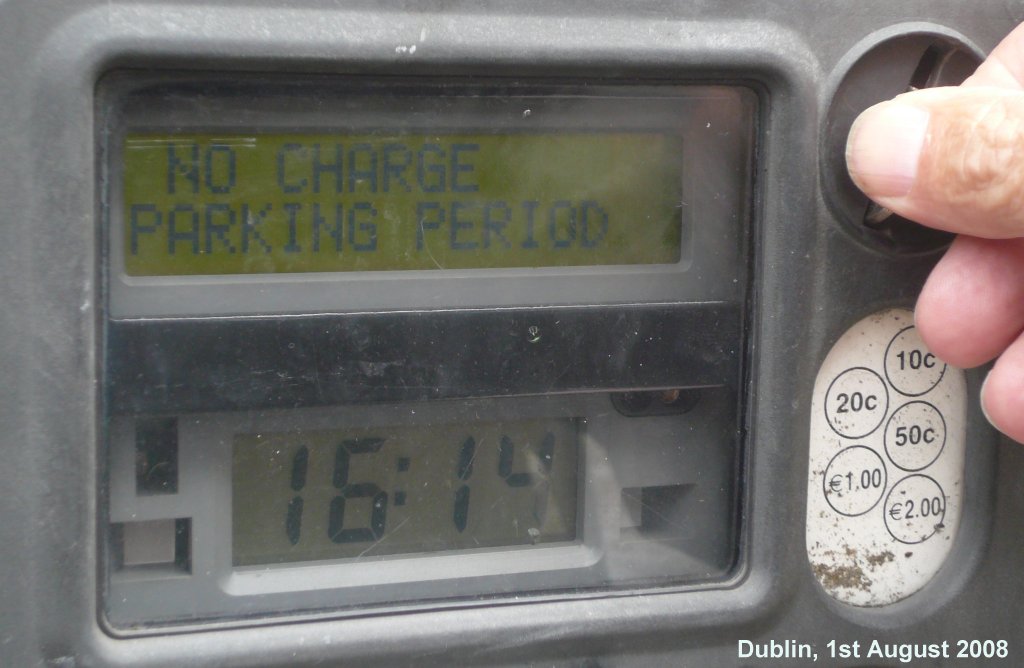 NO CHARGE
PARKING PERIOD
16:14
10c
20c
50c
€1.00
€2.00
Dublin, 1st August 2008